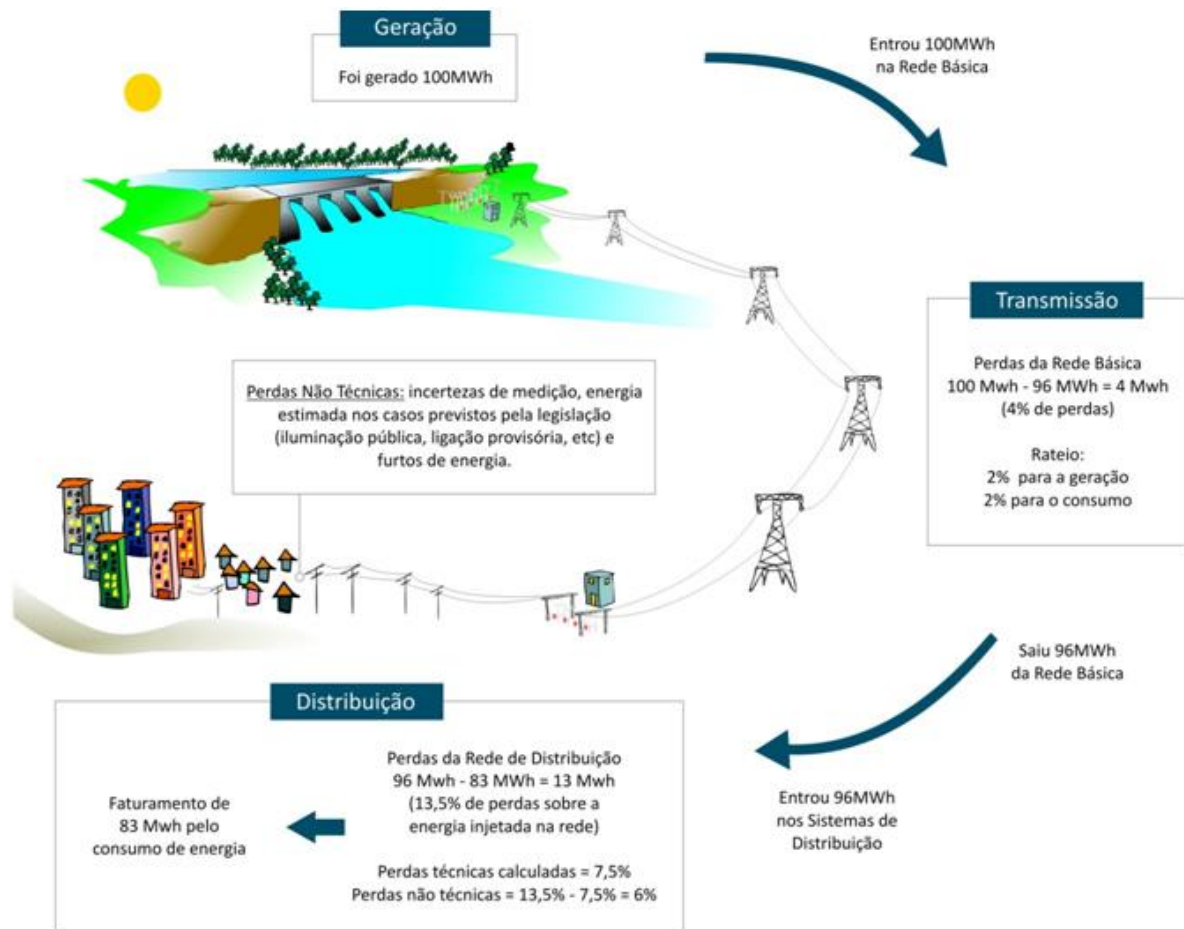 Geração
Foi gerado 100MWh
Entrou 100MWh
na Rede Básica
Transmissão
Perdas da Rede Básica
100 Mwh - 96 MWh = 4 Mwh
(4% de perdas)
Rateio:
2% para a geração
2% para o consumo
Perdas Não Técnicas: incertezas de medição, energia
estimada nos casos previstos pela legislação
(iluminação pública, ligação provisória, etc) e
furtos de energia.
Saiu 96MWh
da Rede Básica
Entrou 96MWh
nos Sistemas de
Distribuição
Distribuição
Perdas da Rede de Distribuição
96 Mwh - 83 MWh = 13 Mwh
(13,5% de perdas sobre a
energia injetada na rede)
Perdas técnicas calculadas = 7,5%
Perdas não técnicas = 13,5% - 7,5% = 6%
Faturamento de
83 Mwh pelo
consumo de energia